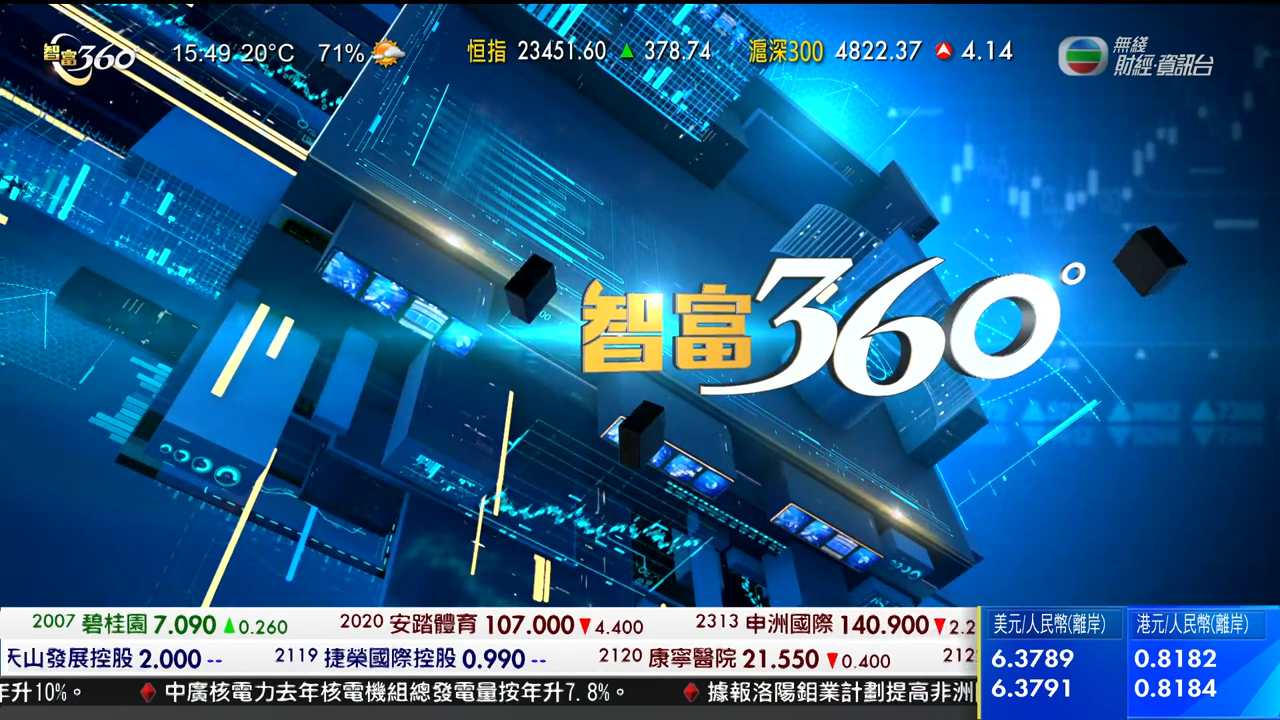 智富360° 15:49 20°C 71% 恒指 23451.60 ▲ 378.74 滬深300 4822.37 ▲ 4.14 無綫
財經·資訊台
智富360°
2007 碧桂園 7.090 ▲0.260 2020 安踏體育 107.000 ▼4.400 2313 申洲國際 140.900 ▼2.2
天山發展控股 2.000 -- 2119 捷榮國際控股 0.990 -- 2120 康寧醫院 21.550 ▼0.400 212
年升10%。 ◆ 中廣核電力去年核電機組總發電量按年升7.8%。 ◆ 據報洛陽鉬業計劃提高非洲
美元/人民幣(離岸) 港元/人民幣(離岸)
6.3789 0.8182
6.3791 0.8184